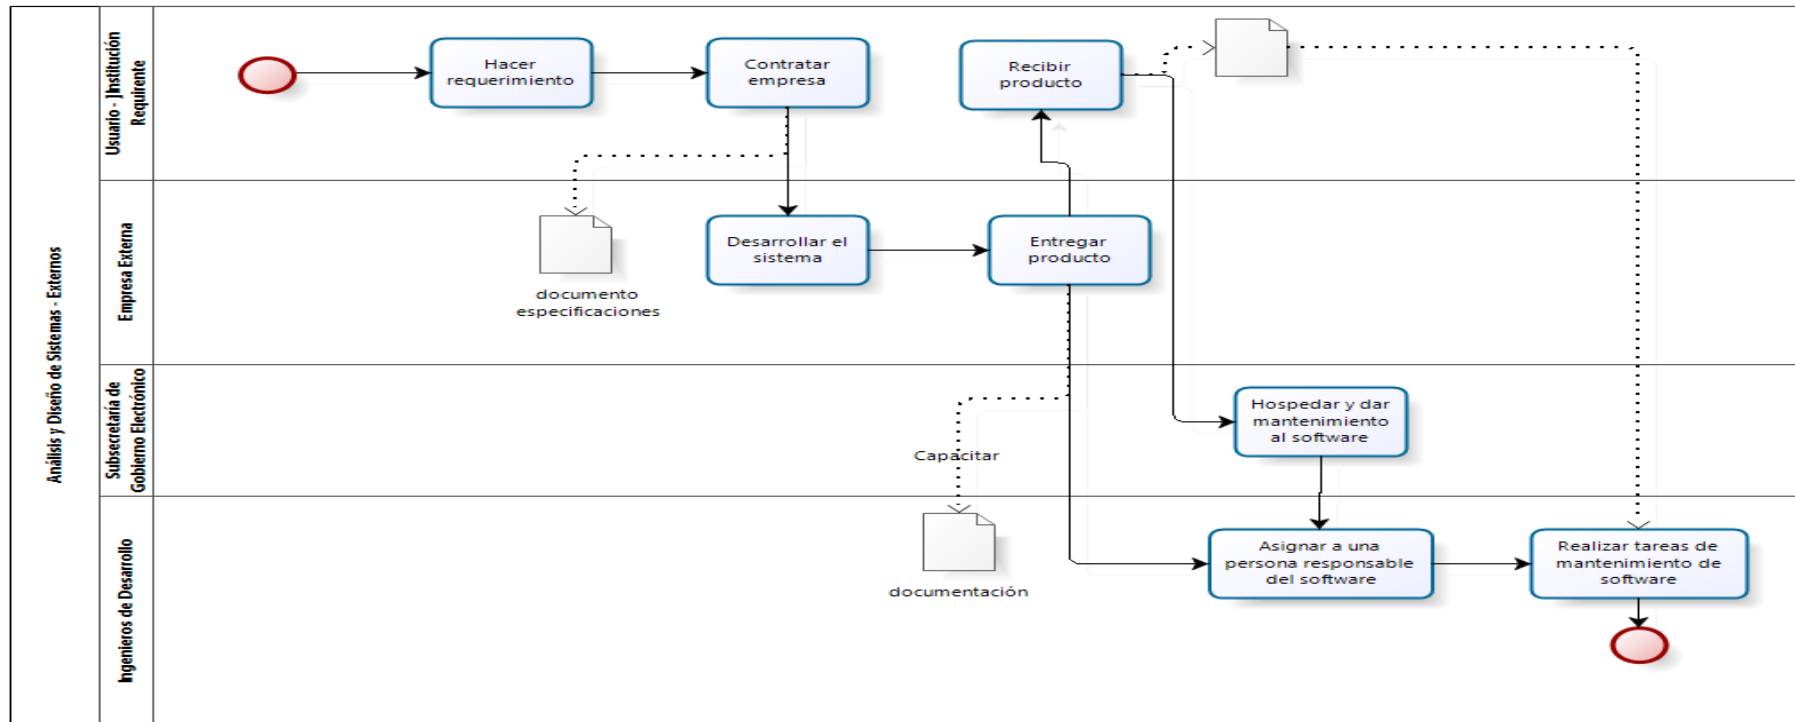 Análisis y Diseño de Sistemas - Externos
Usuario - Institución
Requirente
Hacer
requerimiento
Contratar
empresa
Recibir
producto
Empresa Externa
documento
especificaciones
Desarrollar el
sistema
Entregar
producto
Subsecretaría de
Gobierno Electrónico
Capacitar
Hospedar y dar
mantenimiento
al software
Ingenieros de Desarrollo
documentación
Asignar a una
persona responsable
del software
Realizar tareas de
mantenimiento de
software